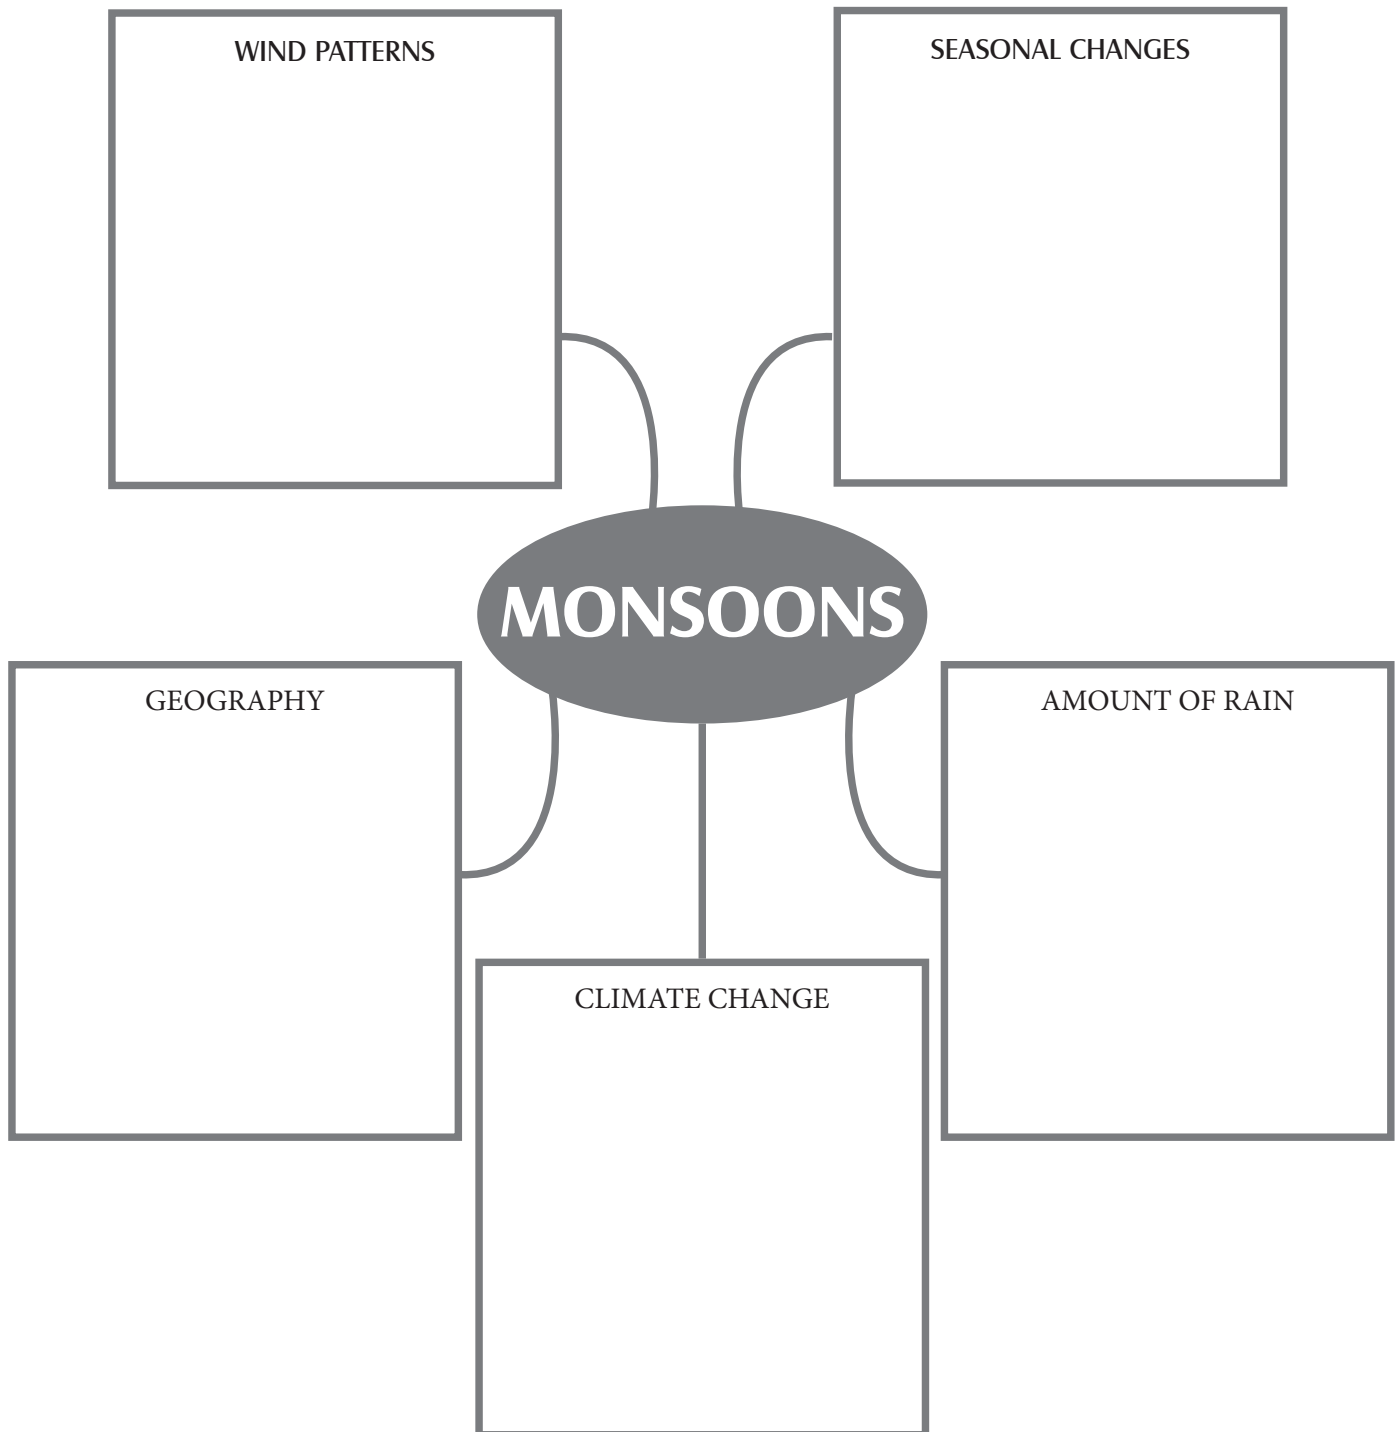 WIND PATTERNS
SEASONAL CHANGES
MONSOONS
GEOGRAPHY
AMOUNT OF RAIN
CLIMATE CHANGE